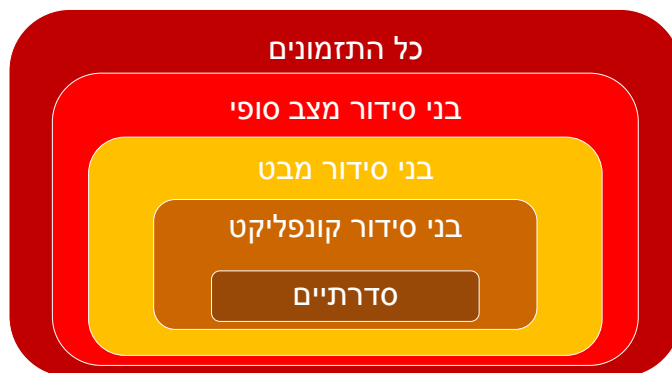 כל התזמונים
בני סידור מצב סופי
בני סידור מבט
בני סידור קונפליקט
סדרתיים